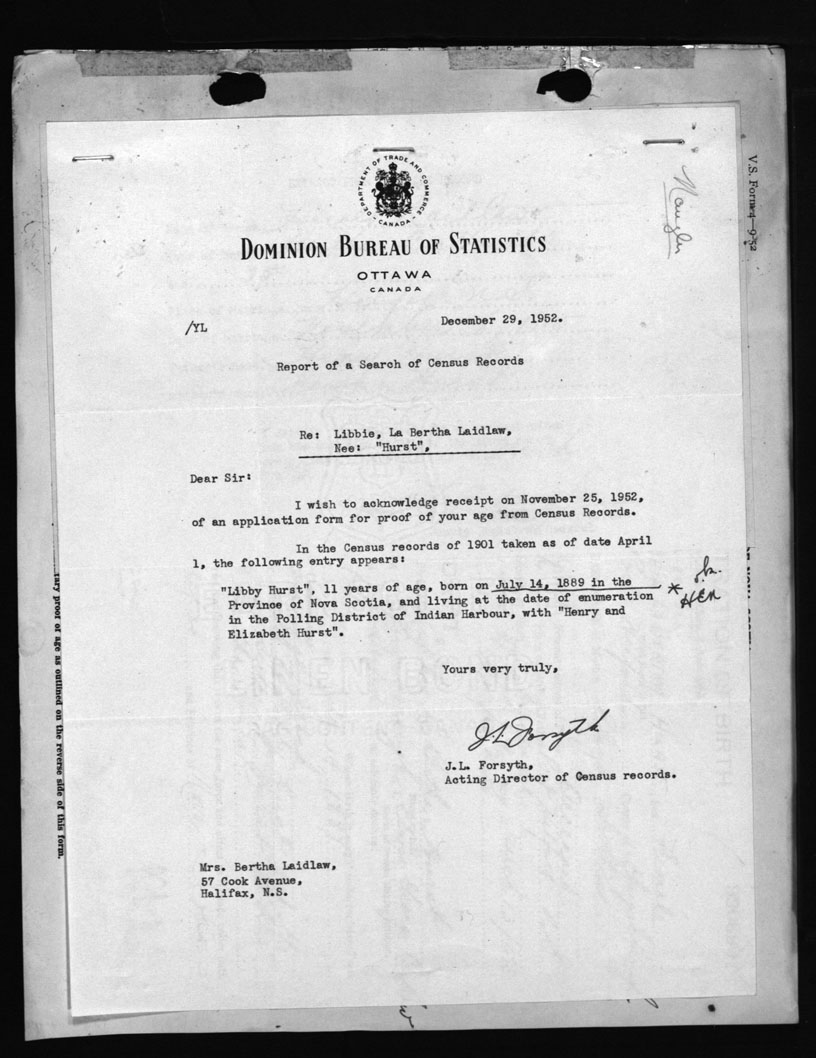 V.S. Form 4—9-52
DEPARTMENT OF TRADE AND COMMERCE
- CANADA -
DOMINION BUREAU OF STATISTICS
OTTAWA
CANADA
/YL
December 29, 1952.
Report of a Search of Census Records
Re: Libbie, La Bertha Laidlaw,
Nee: "Hurst",
Dear Sir:
I wish to acknowledge receipt on November 25, 1952,
of an application form for proof of your age from Census Records.
In the Census records of 1901 taken as of date April
1, the following entry appears:
"Libby Hurst", 11 years of age, born on July 14, 1889 in the
Province of Nova Scotia, and living at the date of enumeration
in the Polling District of Indian Harbour, with "Henry and
Elizabeth Hurst".
*
Yours very truly,
J.L. Forsyth
J.L. Forsyth,
Acting Director of Census records.
Mrs. Bertha Laidlaw,
57 Cook Avenue,
Halifax, N.S.
proof of age as outlined on the reverse side of this form.